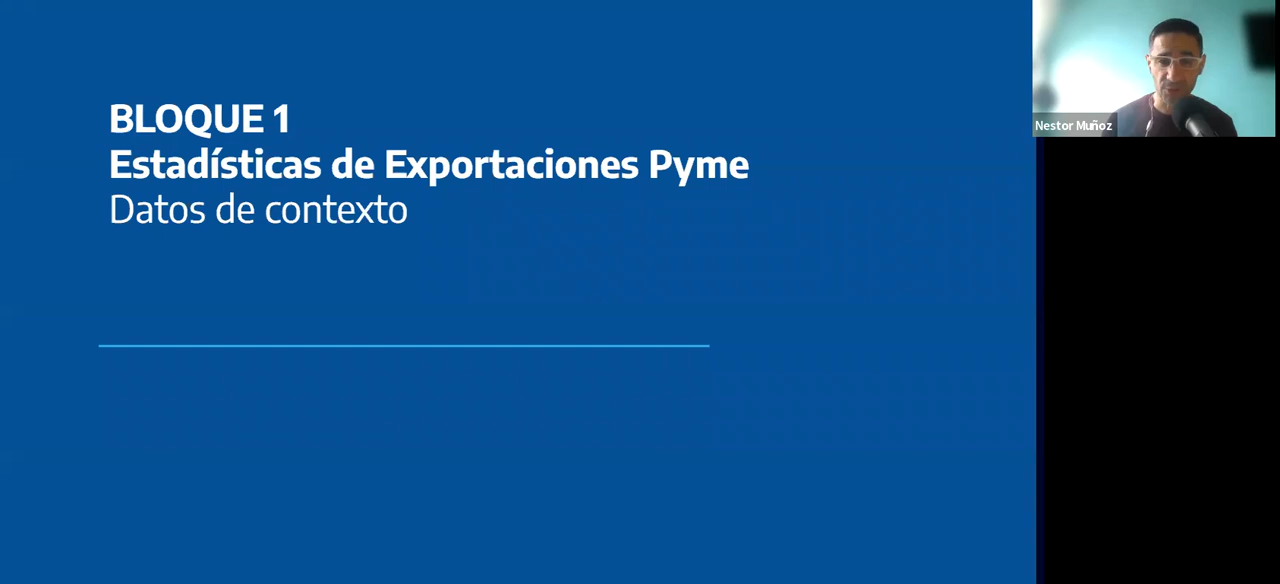 BLOQUE 1
Estadísticas de Exportaciones Pyme
Datos de contexto
Nestor Muñoz